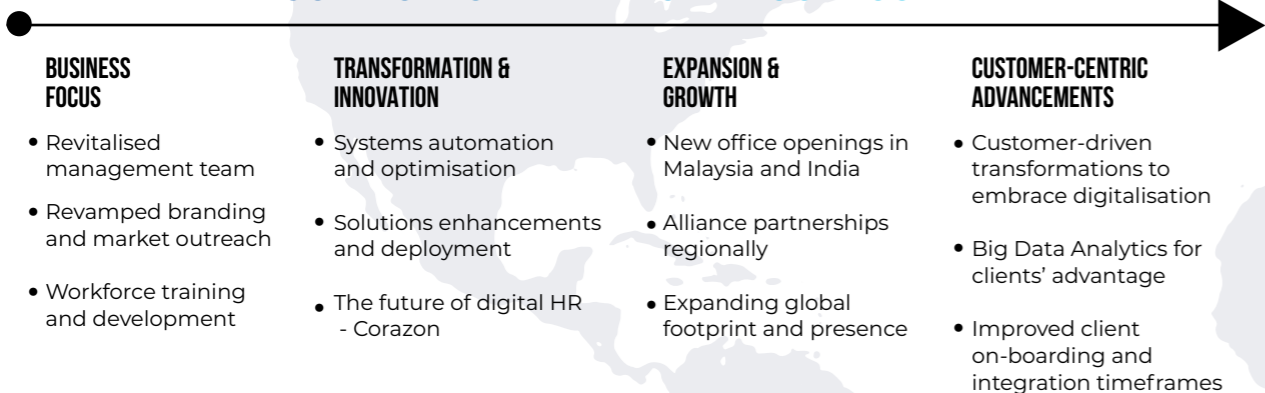 BUSINESS
FOCUS
• Revitalised
management team
• Revamped branding
and market outreach
• Workforce training
and development
TRANSFORMATION &
INNOVATION
• Systems automation
and optimisation
• Solutions enhancements
and deployment
• The future of digital HR
- Corazon
EXPANSION &
GROWTH
• New office openings in
Malaysia and India
• Alliance partnerships
regionally
• Expanding global
footprint and presence
CUSTOMER-CENTRIC
ADVANCEMENTS
• Customer-driven
transformations to
embrace digitalisation
• Big Data Analytics for
clients’ advantage
• Improved client
on-boarding and
integration timeframes